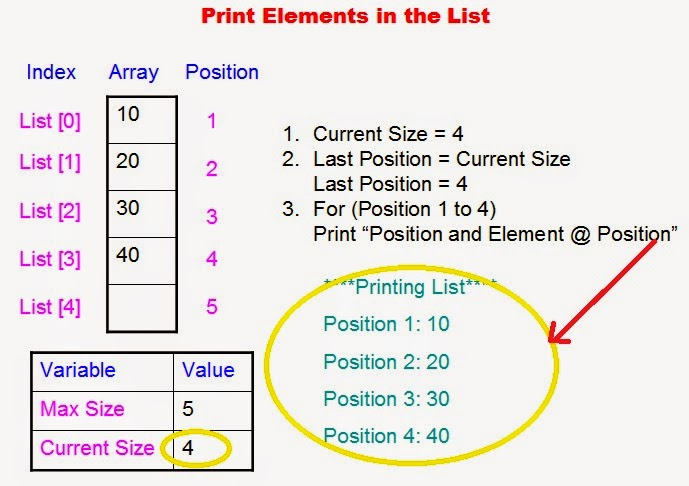 Print Elements in the List
Index Array Position
List [0] 10 1
List [1] 20 2
List [2] 30 3
List [3] 40 4
List [4] 5
1. Current Size = 4
2. Last Position = Current Size
Last Position = 4
3. For (Position 1 to 4)
Print “Position and Element @ Position”
****Printing List****
Position 1: 10
Position 2: 20
Position 3: 30
Position 4: 40
Variable Value
Max Size 5
Current Size 4